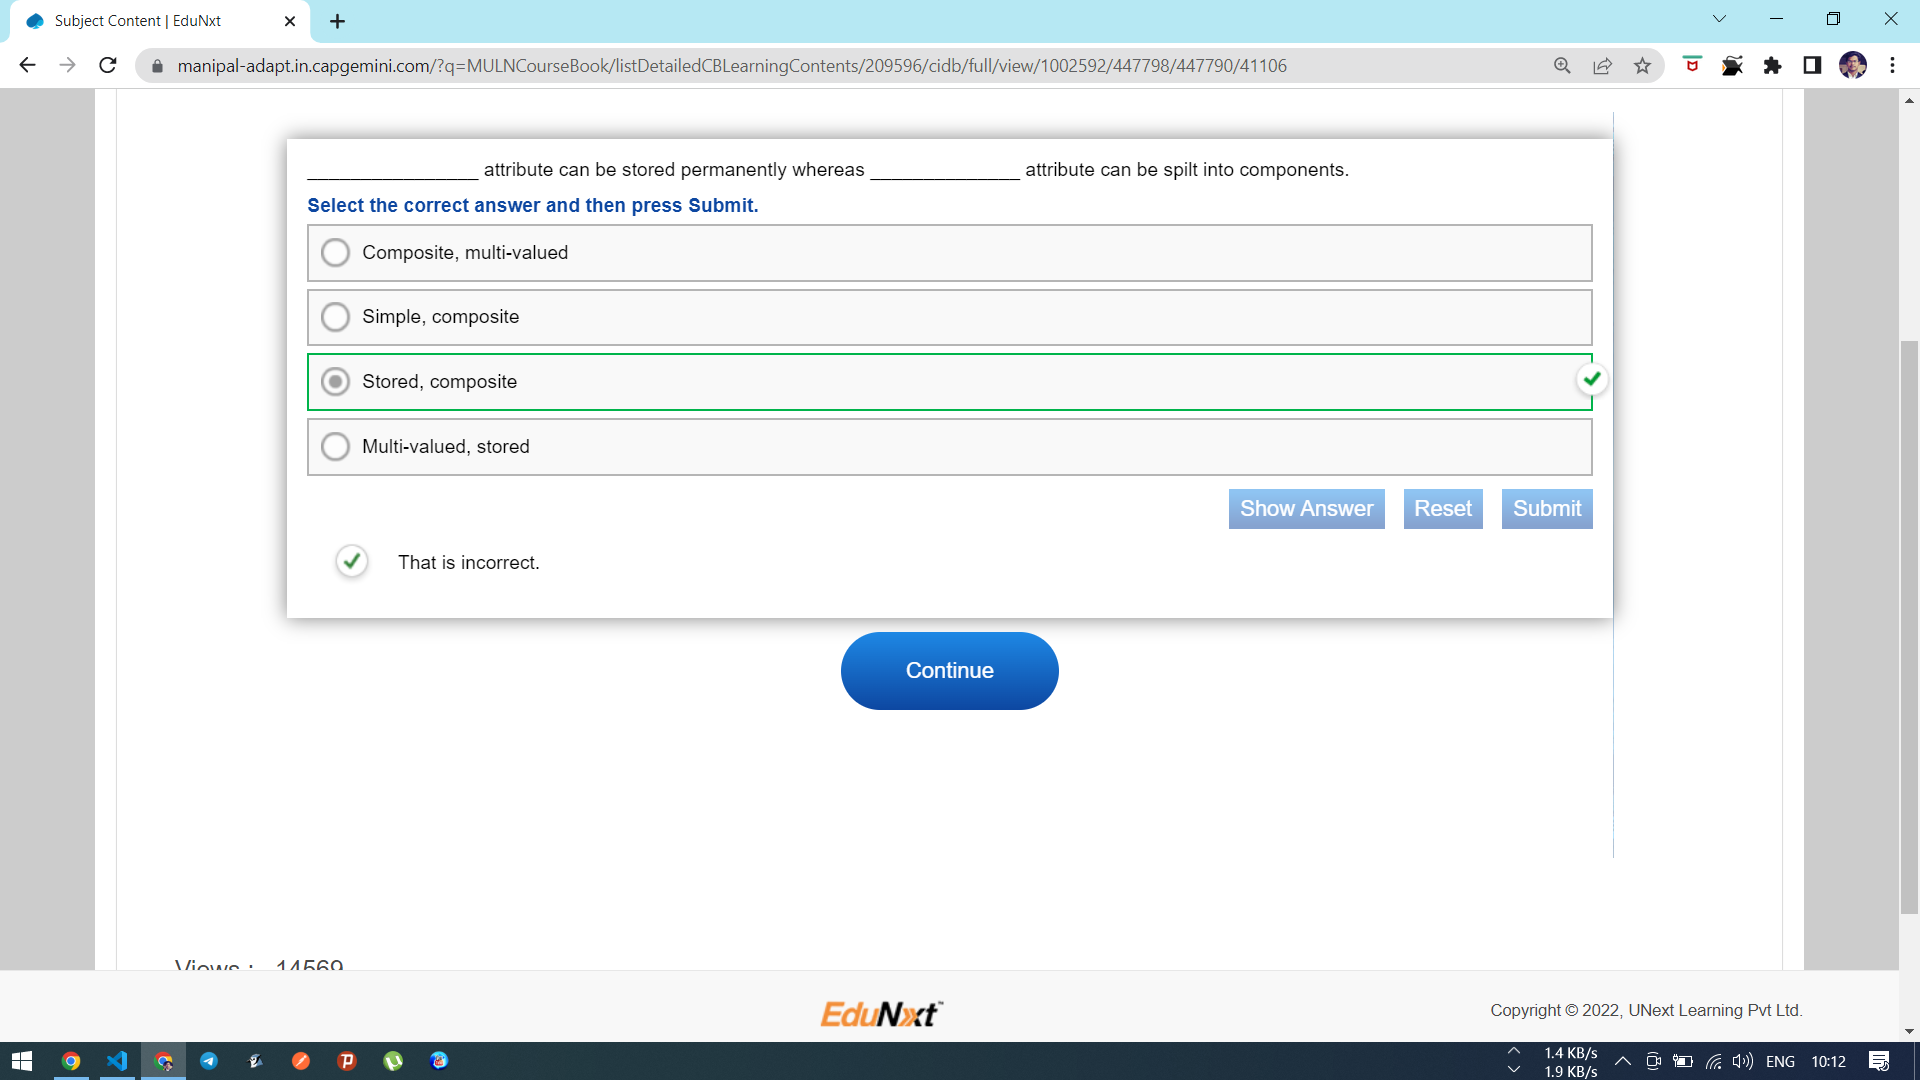 Subject Content | EduNxt
manipal-adapt.in.capgemini.com/?q=MULNCourseBook/listDetailedCBLearningContents/209596/cidb/full/view/1002592/447798/447790/41106
________________ attribute can be stored permanently whereas ______________ attribute can be spilt into components.
Select the correct answer and then press Submit.
Composite, multi-valued
Simple, composite
Stored, composite
Multi-valued, stored
Show Answer Reset Submit
That is incorrect.
Continue
Views : 14569
EduNxt™
Copyright © 2022, UNext Learning Pvt Ltd.
1.4 KB/s
1.9 KB/s
ENG 10:12